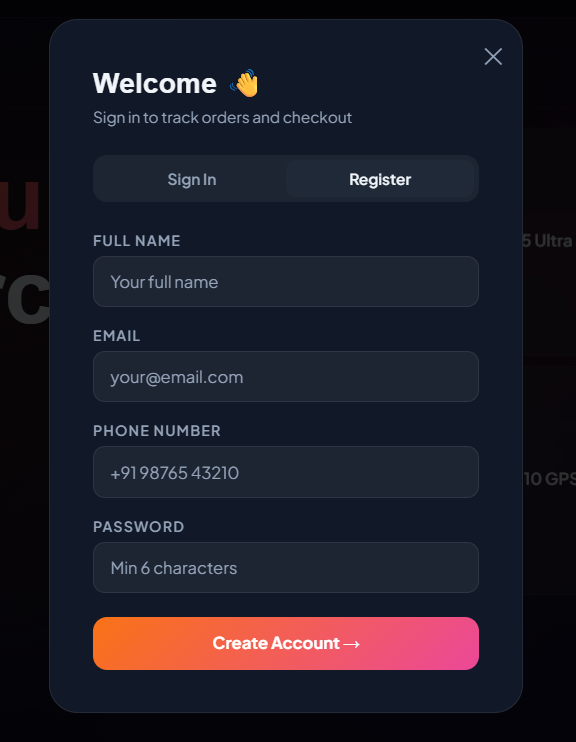 Welcome 👋
Sign in to track orders and checkout
Sign In
Register
FULL NAME
Your full name
EMAIL
your@email.com
PHONE NUMBER
+91 98765 43210
PASSWORD
Min 6 characters
Create Account →
u
rc
5 Ultra
10 GPS